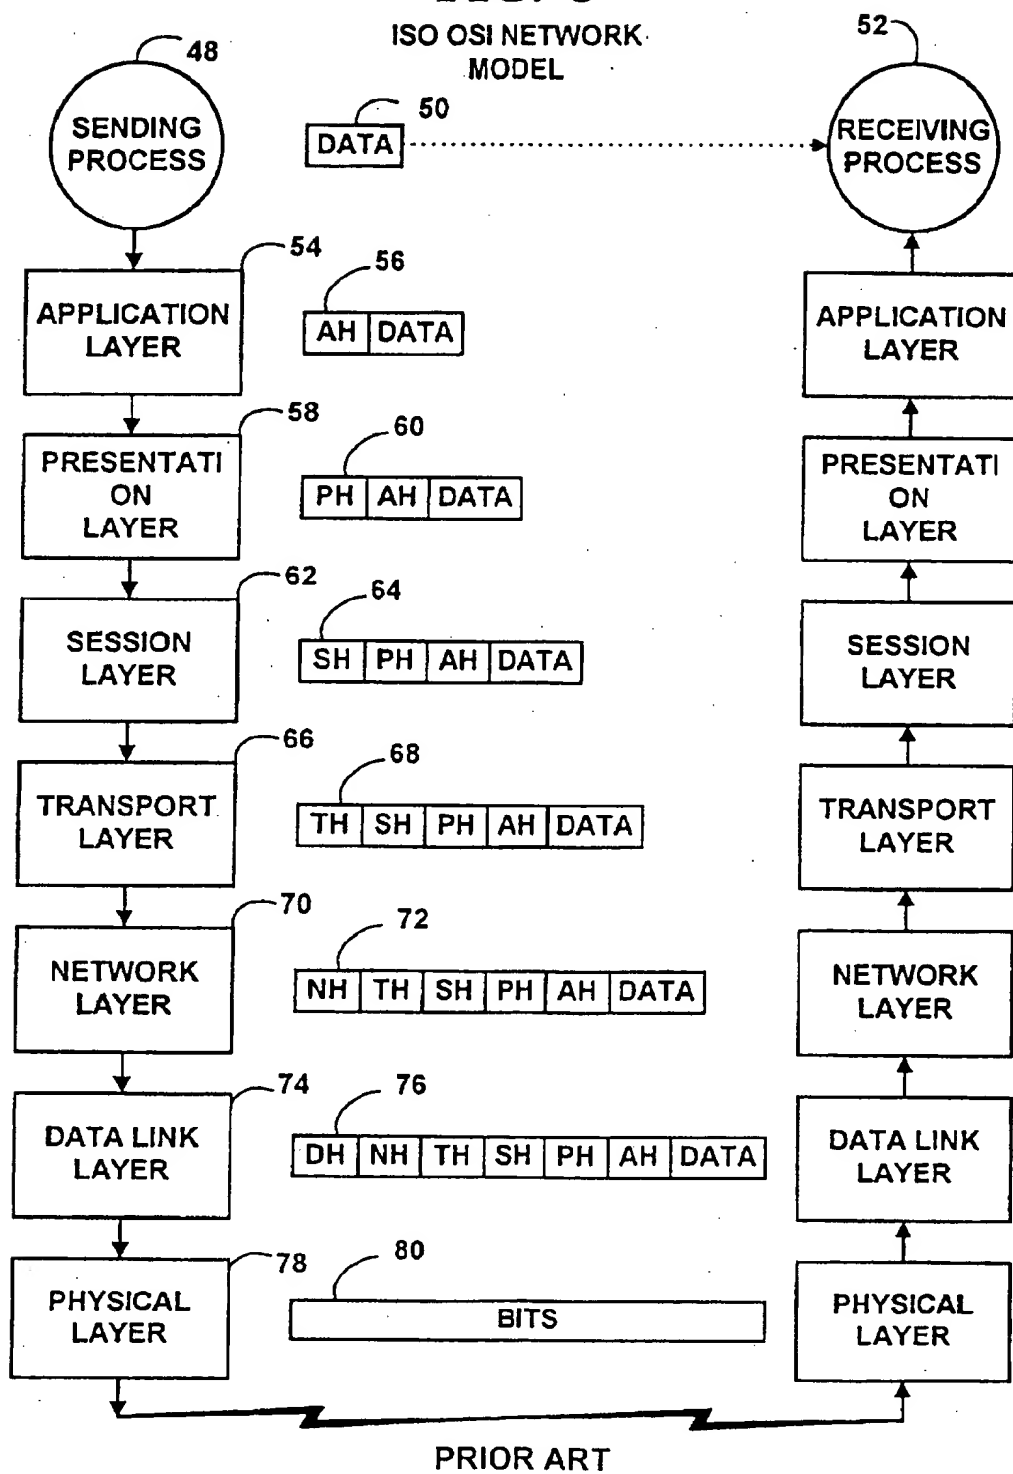 ISO OSI NETWORK
MODEL
48
50
52
SENDING
PROCESS
DATA
RECEIVING
PROCESS
54
56
APPLICATION
LAYER
AH DATA
APPLICATION
LAYER
58
60
PRESENTATI
ON
LAYER
PH AH DATA
PRESENTATI
ON
LAYER
62
64
SESSION
LAYER
SH PH AH DATA
SESSION
LAYER
66
68
TRANSPORT
LAYER
TH SH PH AH DATA
TRANSPORT
LAYER
70
72
NETWORK
LAYER
NH TH SH PH AH DATA
NETWORK
LAYER
74
76
DATA LINK
LAYER
DH NH TH SH PH AH DATA
DATA LINK
LAYER
78
80
PHYSICAL
LAYER
BITS
PHYSICAL
LAYER
PRIOR ART